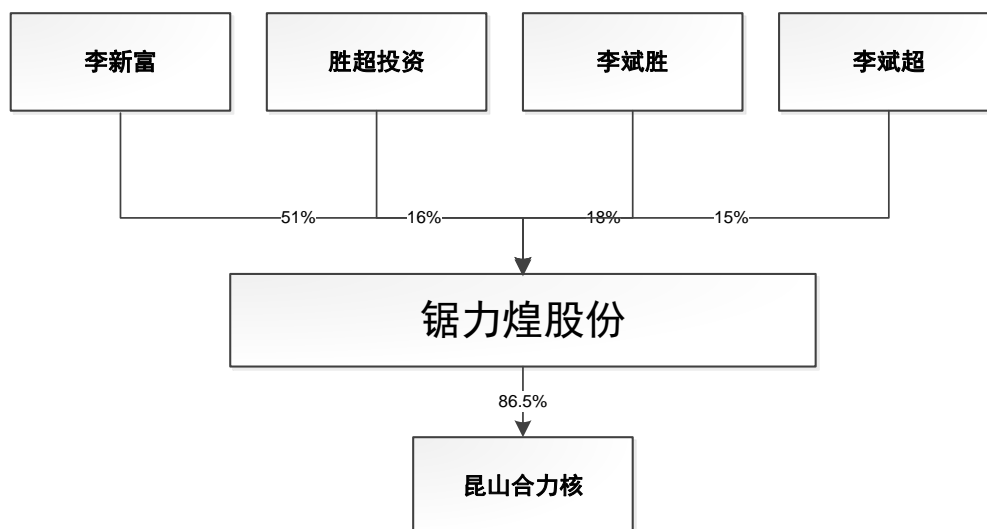 李新富
胜超投资
李斌胜
李斌超
51%
16%
18%
15%
锯力煌股份
86.5%
昆山合力核